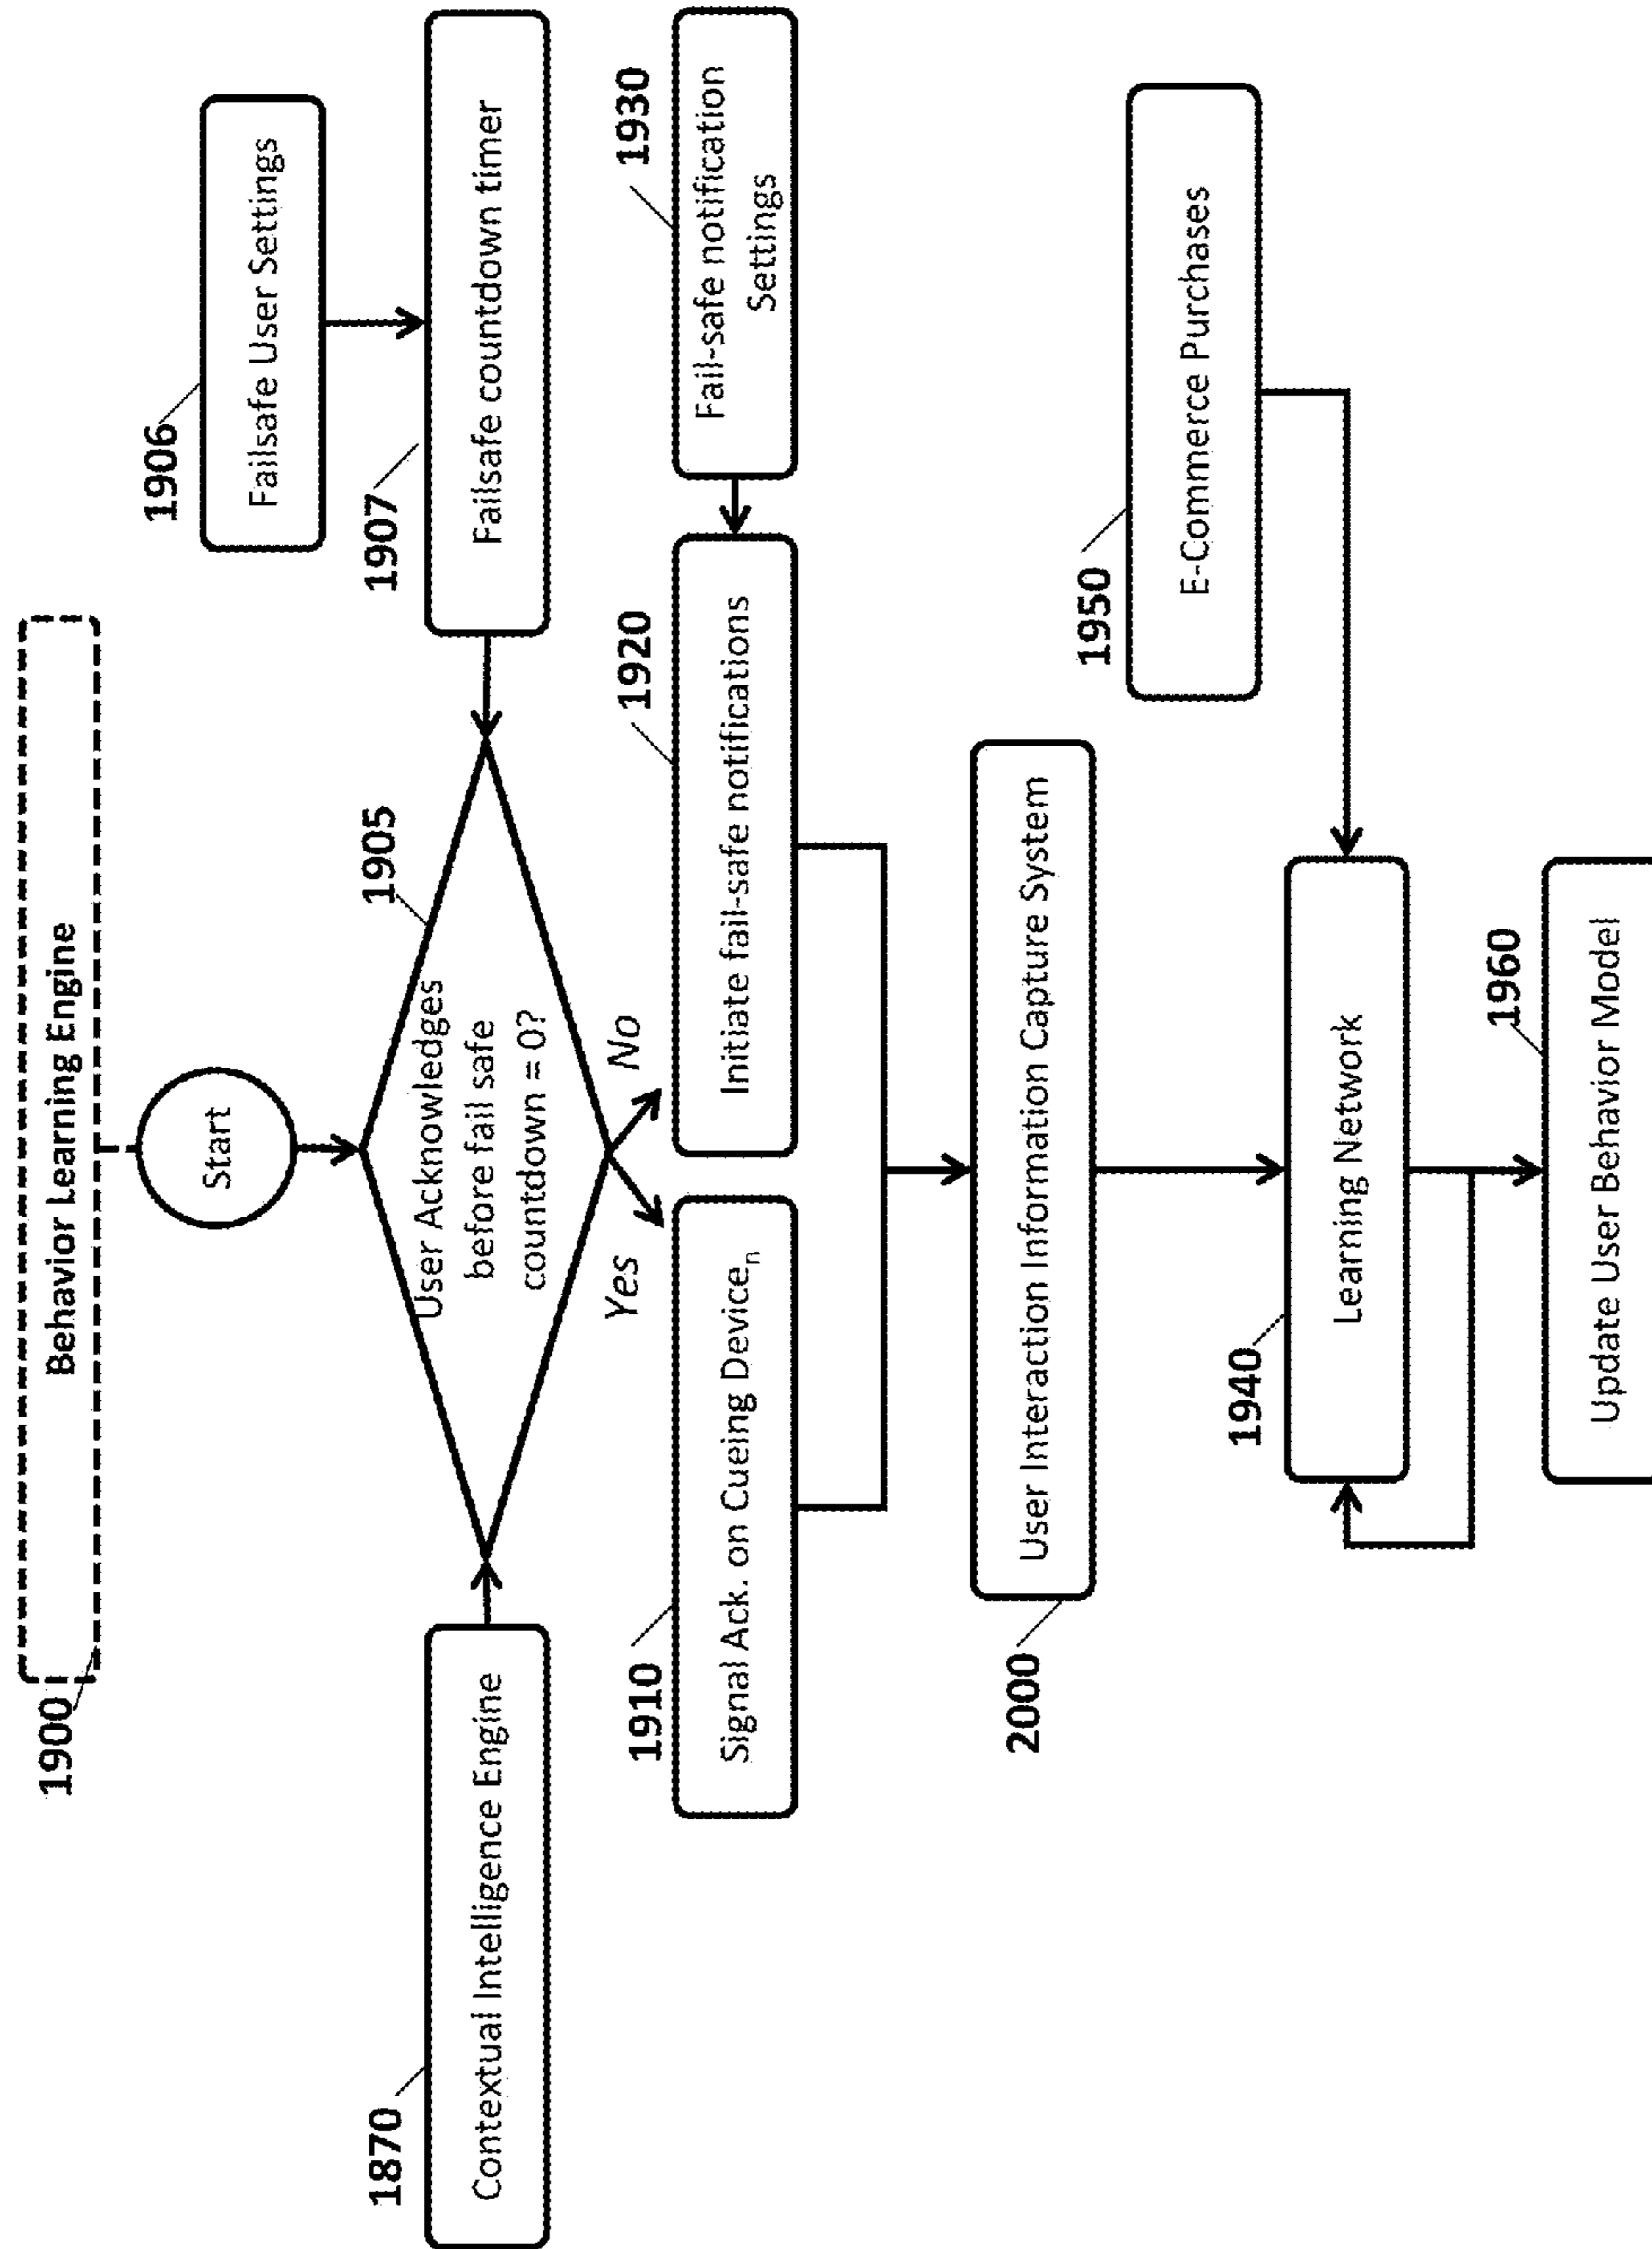 1900
Behavior Learning Engine
Start
1906
Failsafe User Settings
1870
Contextual Intelligence Engine
1905
User Acknowledges
before fail safe
countdown = 0?
1907
Failsafe countdown timer
Yes
No
1910
Signal Ack. on Cueing Deviceₙ
1920
Initiate fail-safe notifications
1930
Fail-safe notification
Settings
2000
User Interaction Information Capture System
1950
E-Commerce Purchases
1940
Learning Network
1960
Update User Behavior Model